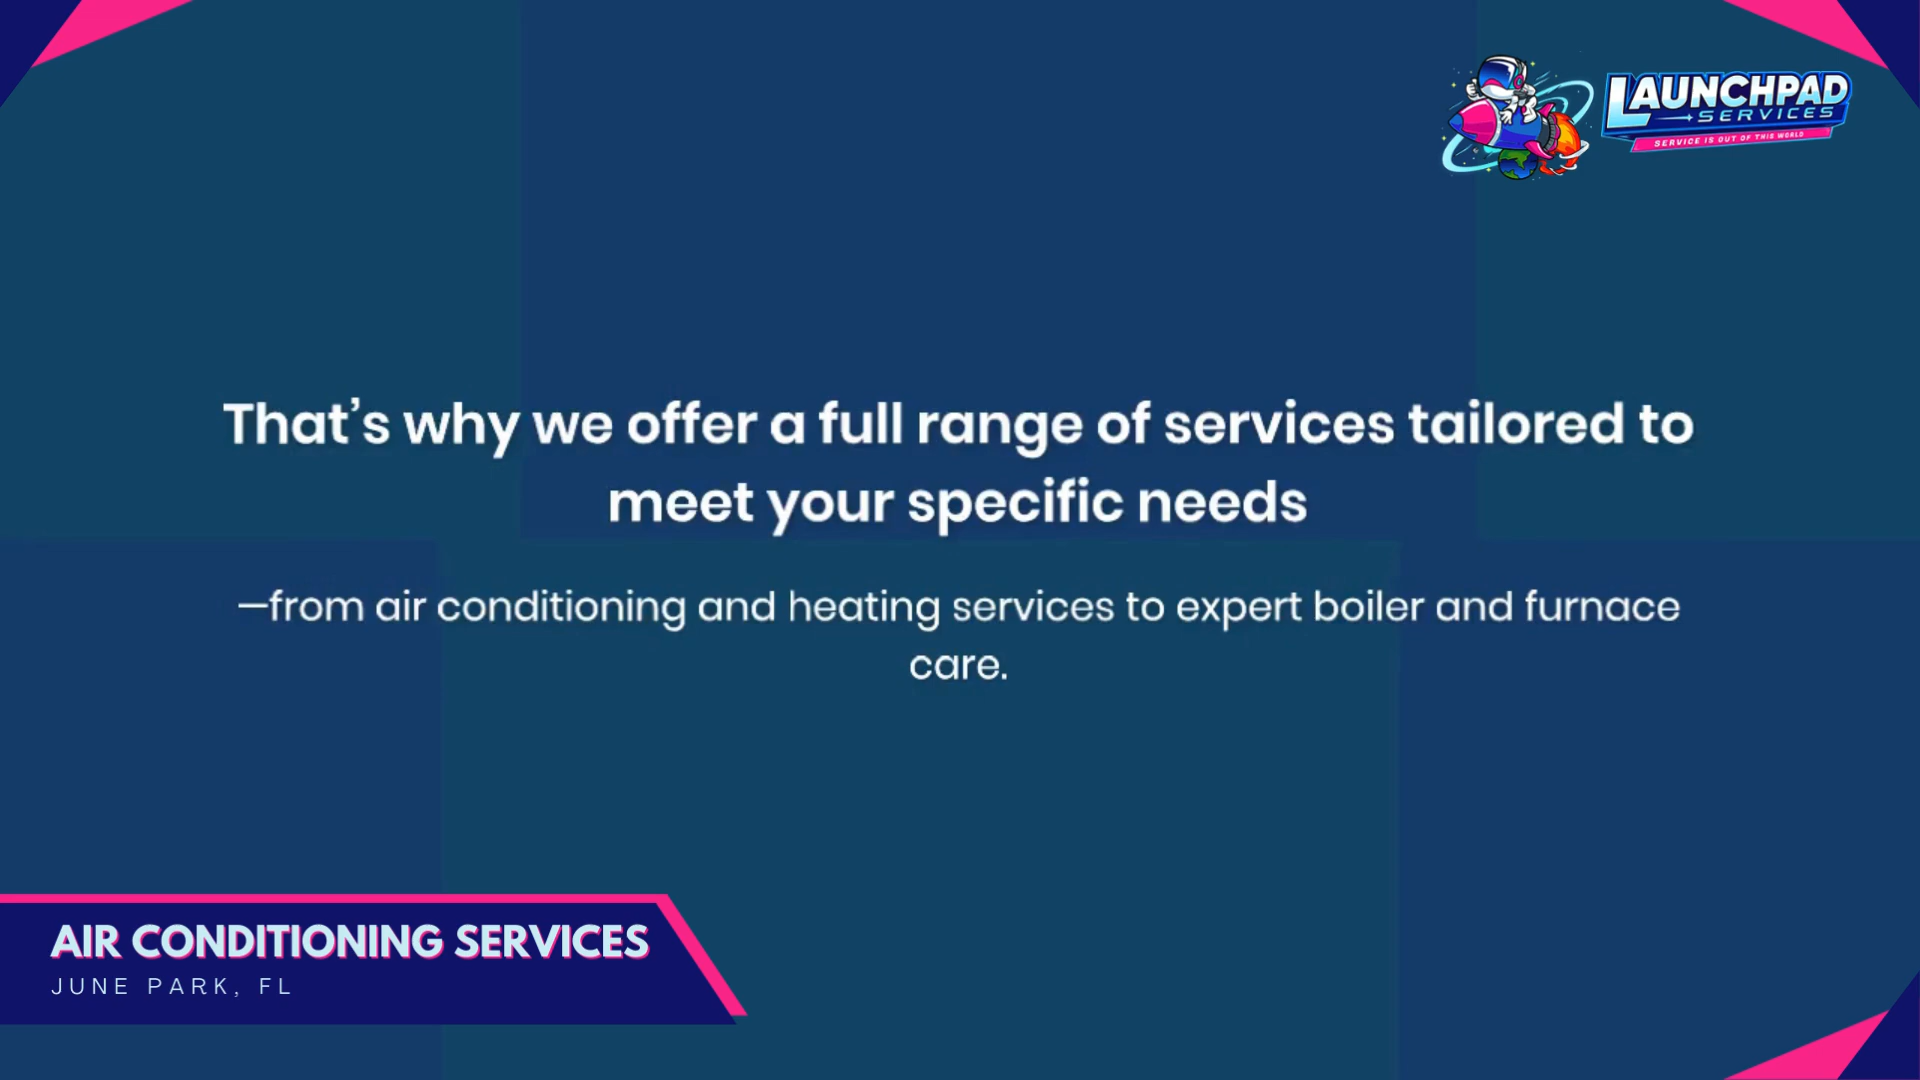 LAUNCHPAD
SERVICES
SERVICE IS OUT OF THIS WORLD
That’s why we offer a full range of services tailored to
meet your specific needs
—from air conditioning and heating services to expert boiler and furnace
care.
AIR CONDITIONING SERVICES
JUNE PARK, FL